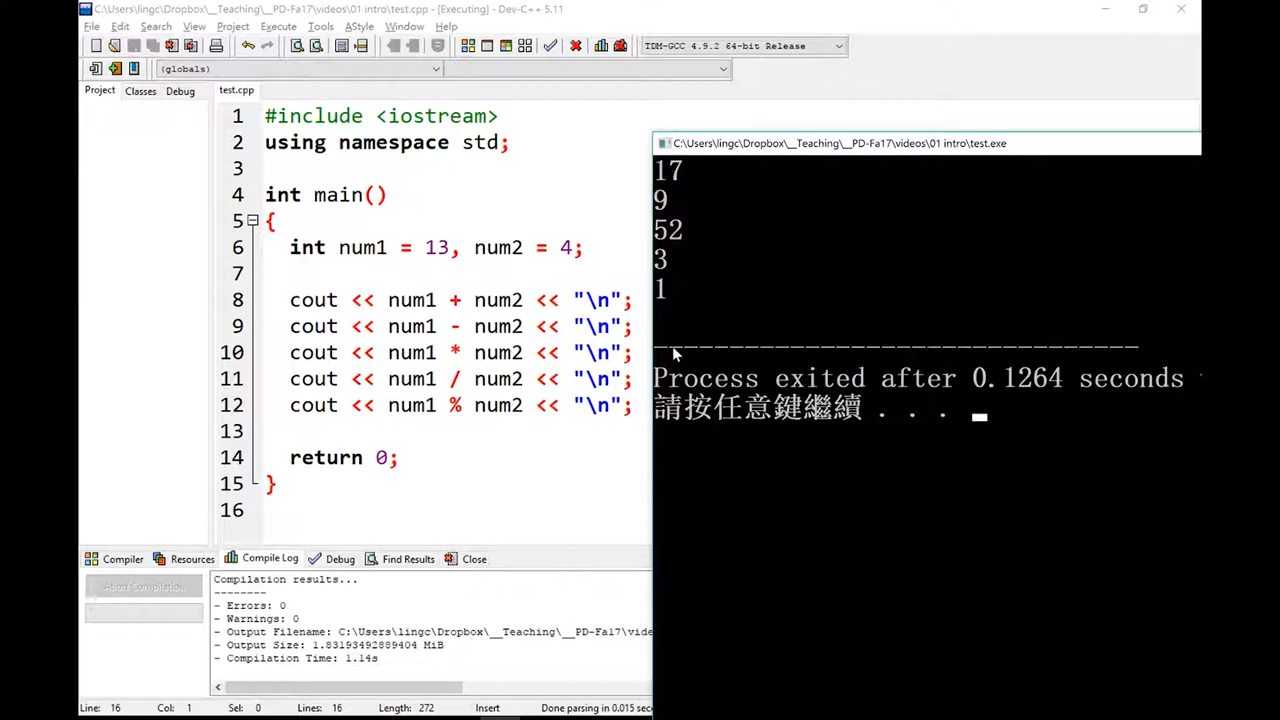 C:\Users\lingc\Dropbox\__Teaching\__PD-Fa17\videos\01 intro\test.cpp - [Executing] - Dev-C++ 5.11
File Edit Search View Project Execute Tools AStyle Window Help
TDM-GCC 4.9.2 64-bit Release
(globals)
Project Classes Debug
test.cpp
1 #include <iostream>
2 using namespace std;
3
4 int main()
5 {
6 int num1 = 13, num2 = 4;
7
8 cout << num1 + num2 << "\n";
9 cout << num1 - num2 << "\n";
10 cout << num1 * num2 << "\n";
11 cout << num1 / num2 << "\n";
12 cout << num1 % num2 << "\n";
13
14 return 0;
15 }
16
C:\Users\lingc\Dropbox\__Teaching\__PD-Fa17\videos\01 intro\test.exe
17
9
52
3
1
--------------------------------
Process exited after 0.1264 seconds
請按任意鍵繼續 . . .
Compiler Resources Compile Log Debug Find Results Close
Abort Compilation
Compilation results...
--------
- Errors: 0
- Warnings: 0
- Output Filename: C:\Users\lingc\Dropbox\__Teaching\__PD-Fa17\vide
- Output Size: 1.83193492889404 MiB
- Compilation Time: 1.14s
Line: 16 Col: 1 Sel: 0 Lines: 16 Length: 272 Insert Done parsing in 0.015 sec